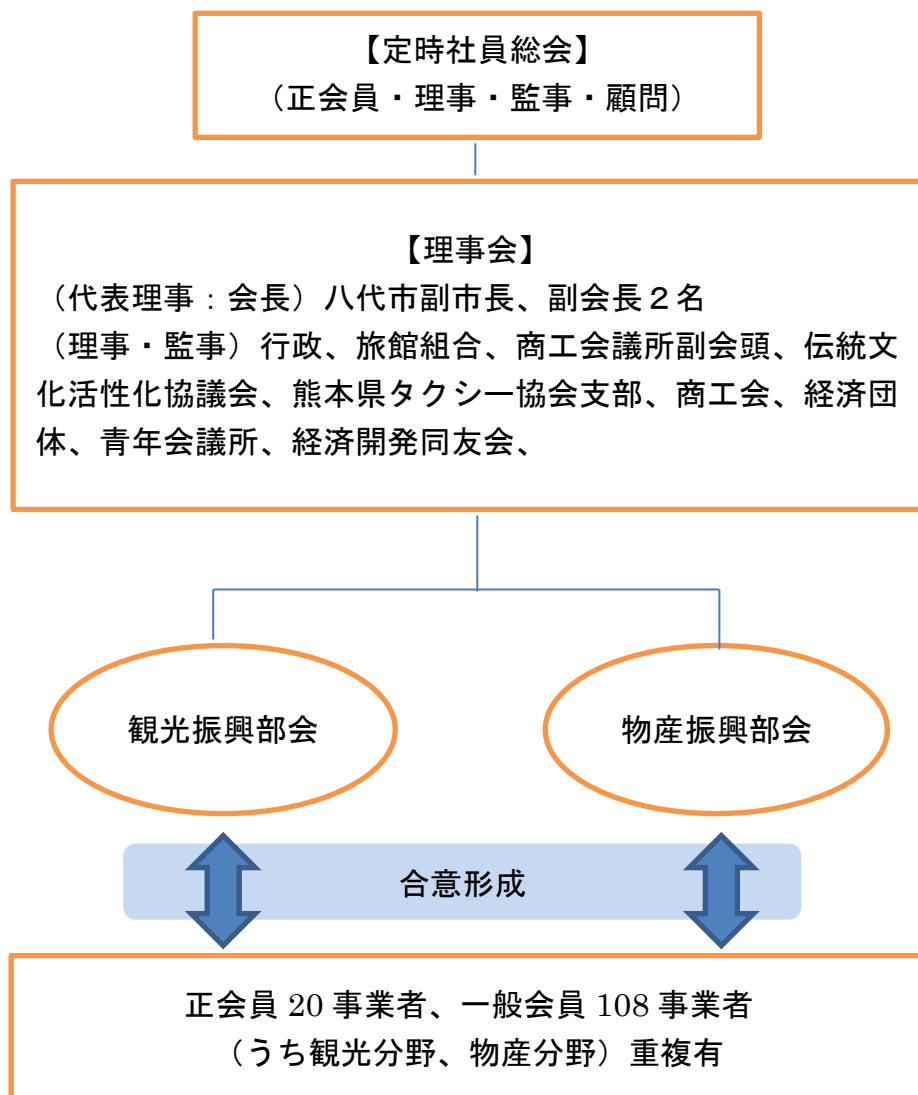 【定時社員総会】
（正会員・理事・監事・顧問）
【理事会】
（代表理事：会長）八代市副市長、副会長２名
（理事・監事）行政、旅館組合、商工会議所副会頭、伝統文
化活性化協議会、熊本県タクシー協会支部、商工会、経済団
体、青年会議所、経済開発同友会、
観光振興部会
物産振興部会
合意形成
正会員 20 事業者、一般会員 108 事業者
（うち観光分野、物産分野）重複有